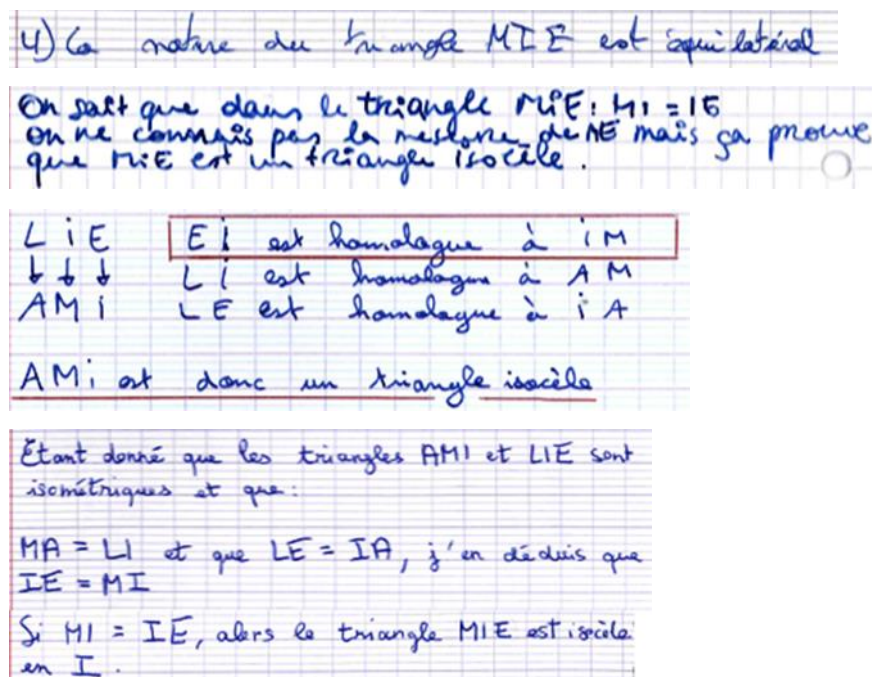 4) La nature du triangle MIE est équilatéral
On sait que dans le triangle MIE : MI = IE
on ne connais pas la mesure de ME mais ça prouve
que MIE est un triangle isocèle.
L I E EI est homologue à IM
↓ ↓ ↓ LI est homologue à AM
A M I LE est homologue à IA
AMI est donc un triangle isocèle
Étant donné que les triangles AMI et LIE sont
isométriques et que :
MA = LI et que LE = IA, j'en déduis que
IE = MI
Si MI = IE, alors le triangle MIE est isocèle
en I.